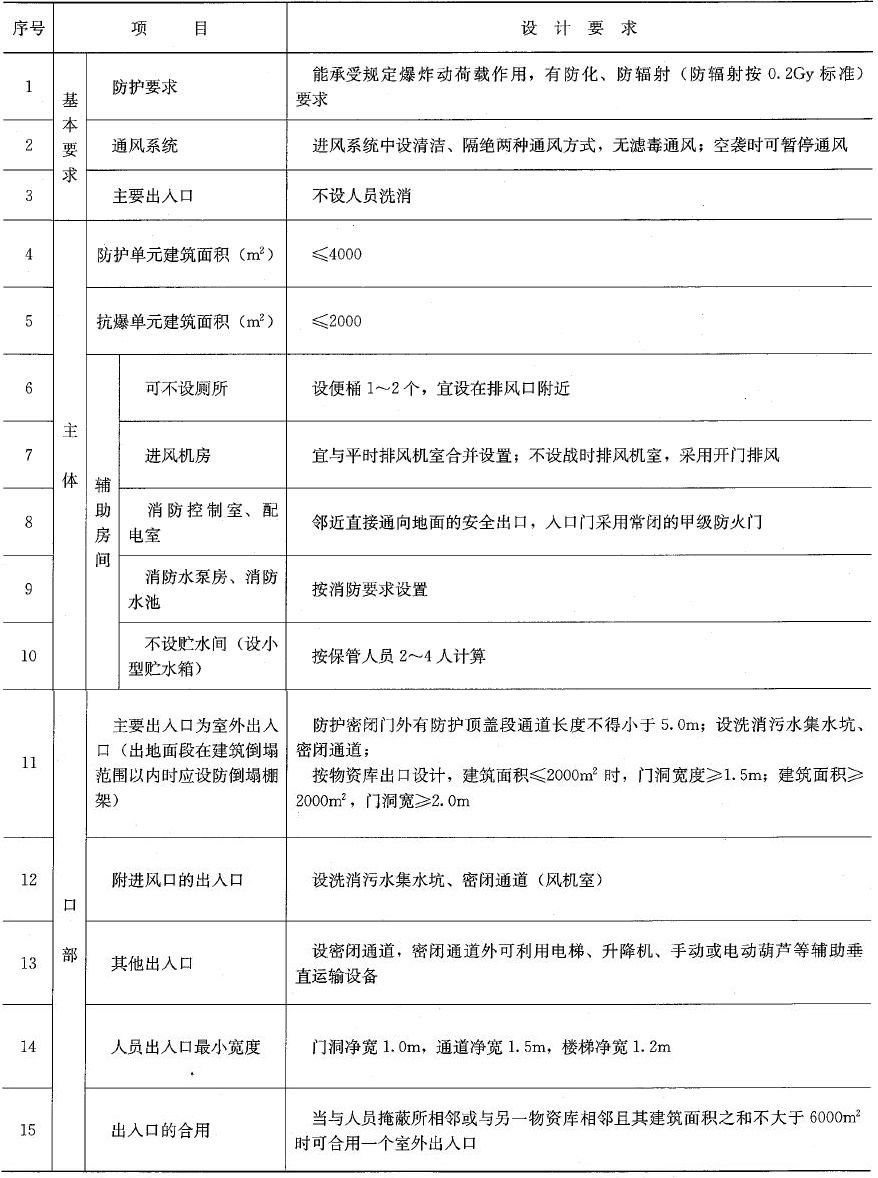 序号 项 目 设 计 要 求
基本要求
1 防护要求 能承受规定爆炸动荷载作用，有防化、防辐射（防辐射按 0.2Gy 标准）
要求
2 通风系统 进风系统中设清洁、隔绝两种通风方式，无滤毒通风；空袭时可暂停通风
3 主要出入口 不设人员洗消
主体
4 防护单元建筑面积（m²） ≤4000
5 抗爆单元建筑面积（m²） ≤2000
辅助房间
6 可不设厕所 设便桶 1～2 个，宜设在排风口附近
7 进风机房 宜与平时排风机室合并设置；不设战时排风机室，采用开门排风
8 消防控制室、配
电室
邻近直接通向地面的安全出口，入口门采用常闭的甲级防火门
9 消防水泵房、消防
水池
按消防要求设置
10 不设贮水间（设小
型贮水箱）
按保管人员 2～4 人计算
口部
11 主要出入口为室外出入
口（出地面段在建筑倒塌
范围以内时应设防倒塌棚
架）
防护密闭门外有防护顶盖段通道长度不得小于 5.0m；设洗消污水集水坑、
密闭通道；
按物资库出口设计，建筑面积≤2000m² 时，门洞宽度≥1.5m；建筑面积≥
2000m²，门洞宽≥2.0m
12 附进风口的出入口 设洗消污水集水坑、密闭通道（风机室）
13 其他出入口 设密闭通道，密闭通道外可利用电梯、升降机、手动或电动葫芦等辅助垂
直运输设备
14 人员出入口最小宽度 门洞净宽 1.0m，通道净宽 1.5m，楼梯净宽 1.2m
15 出入口的合用 当与人员掩蔽所相邻或与另一物资库相邻且其建筑面积之和不大于 6000m²
时可合用一个室外出入口